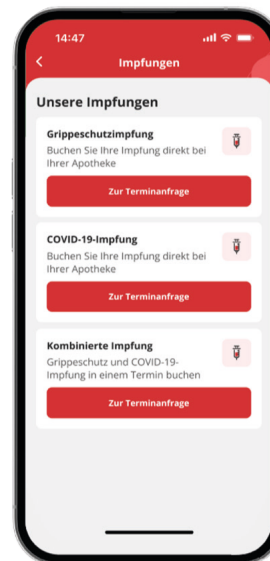 14:47
Impfungen
Unsere Impfungen
Grippeschutzimpfung
Buchen Sie Ihre Impfung direkt bei
Ihrer Apotheke
Zur Terminanfrage
COVID-19-Impfung
Buchen Sie Ihre Impfung direkt bei
Ihrer Apotheke
Zur Terminanfrage
Kombinierte Impfung
Grippeschutz und COVID-19-
Impfung in einem Termin buchen
Zur Terminanfrage